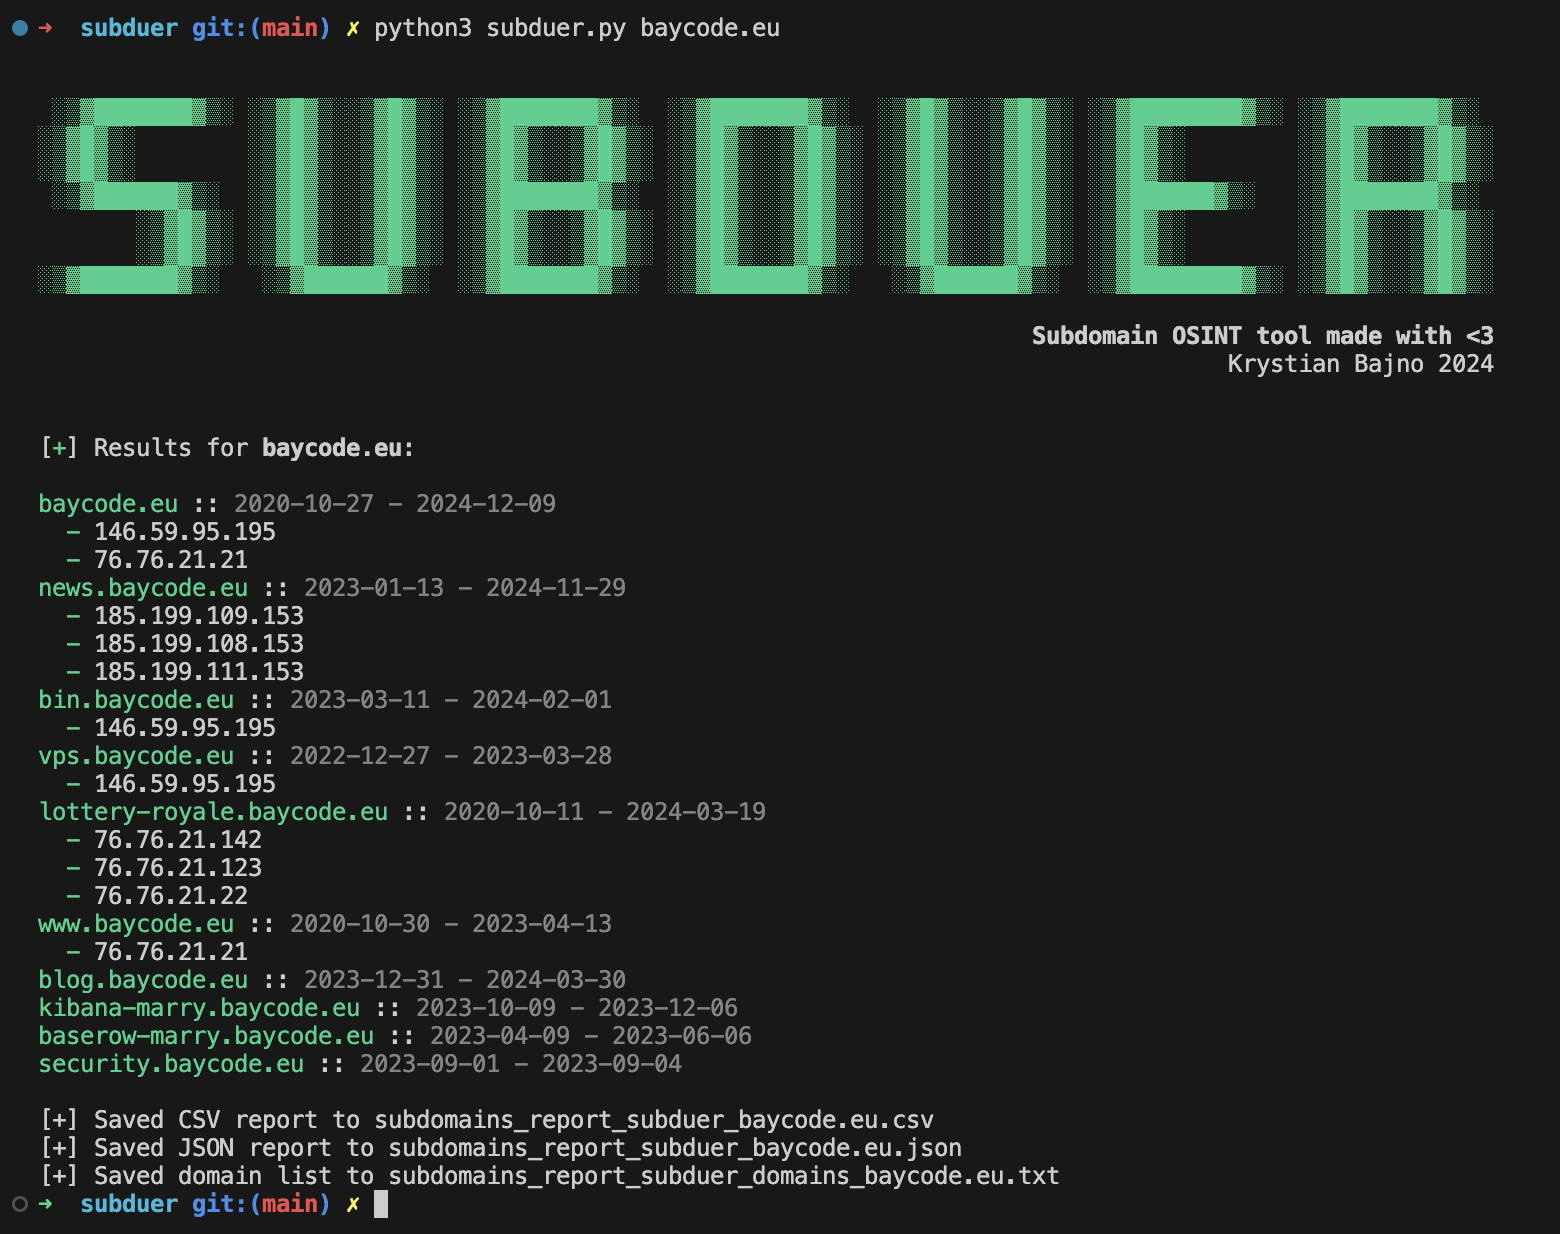 ➜  subduer git:(main) ✗ python3 subduer.py baycode.eu
SUBDUER
Subdomain OSINT tool made with <3
Krystian Bajno 2024
[+] Results for baycode.eu:
baycode.eu :: 2020-10-27 - 2024-12-09
- 146.59.95.195
- 76.76.21.21
news.baycode.eu :: 2023-01-13 - 2024-11-29
- 185.199.109.153
- 185.199.108.153
- 185.199.111.153
bin.baycode.eu :: 2023-03-11 - 2024-02-01
- 146.59.95.195
vps.baycode.eu :: 2022-12-27 - 2023-03-28
- 146.59.95.195
lottery-royale.baycode.eu :: 2020-10-11 - 2024-03-19
- 76.76.21.142
- 76.76.21.123
- 76.76.21.22
www.baycode.eu :: 2020-10-30 - 2023-04-13
- 76.76.21.21
blog.baycode.eu :: 2023-12-31 - 2024-03-30
kibana-marry.baycode.eu :: 2023-10-09 - 2023-12-06
baserow-marry.baycode.eu :: 2023-04-09 - 2023-06-06
security.baycode.eu :: 2023-09-01 - 2023-09-04
[+] Saved CSV report to subdomains_report_subduer_baycode.eu.csv
[+] Saved JSON report to subdomains_report_subduer_baycode.eu.json
[+] Saved domain list to subdomains_report_subduer_domains_baycode.eu.txt
➜  subduer git:(main) ✗